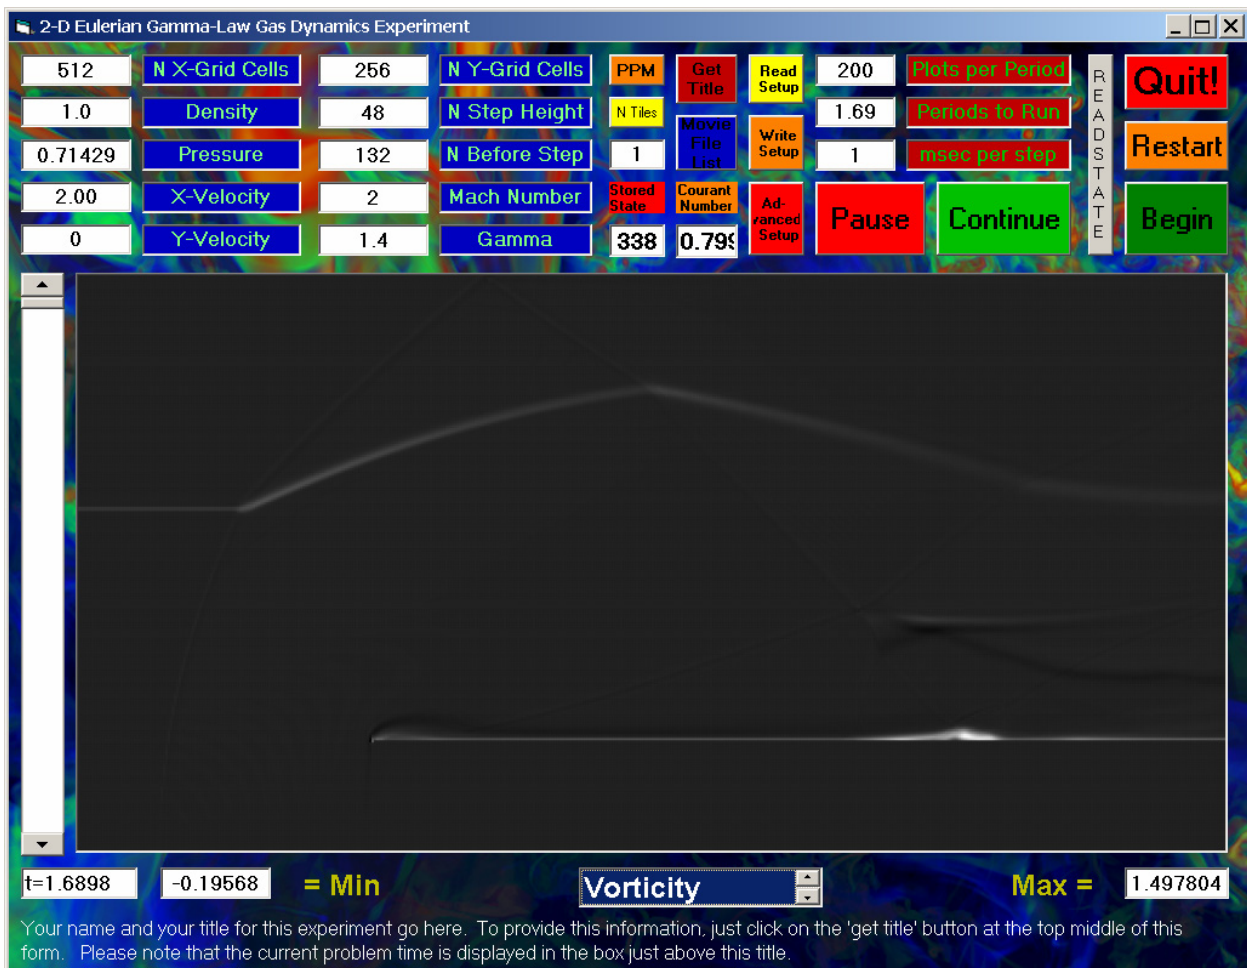 2-D Eulerian Gamma-Law Gas Dynamics Experiment
512 N X-Grid Cells 256 N Y-Grid Cells PPM Get Title Read Setup 200 Plots per Period READSTATE Quit!
1.0 Density 48 N Step Height N Tiles Movie File List Write Setup 1.69 Periods to Run Restart
0.71429 Pressure 132 N Before Step 1 1 msec per step
2.00 X-Velocity 2 Mach Number Stored State Courant Number Ad-vanced Setup Pause Continue Begin
0 Y-Velocity 1.4 Gamma 338 0.799
t=1.6898 -0.19568 = Min Vorticity Max = 1.497804
Your name and your title for this experiment go here. To provide this information, just click on the 'get title' button at the top middle of this
form. Please note that the current problem time is displayed in the box just above this title.